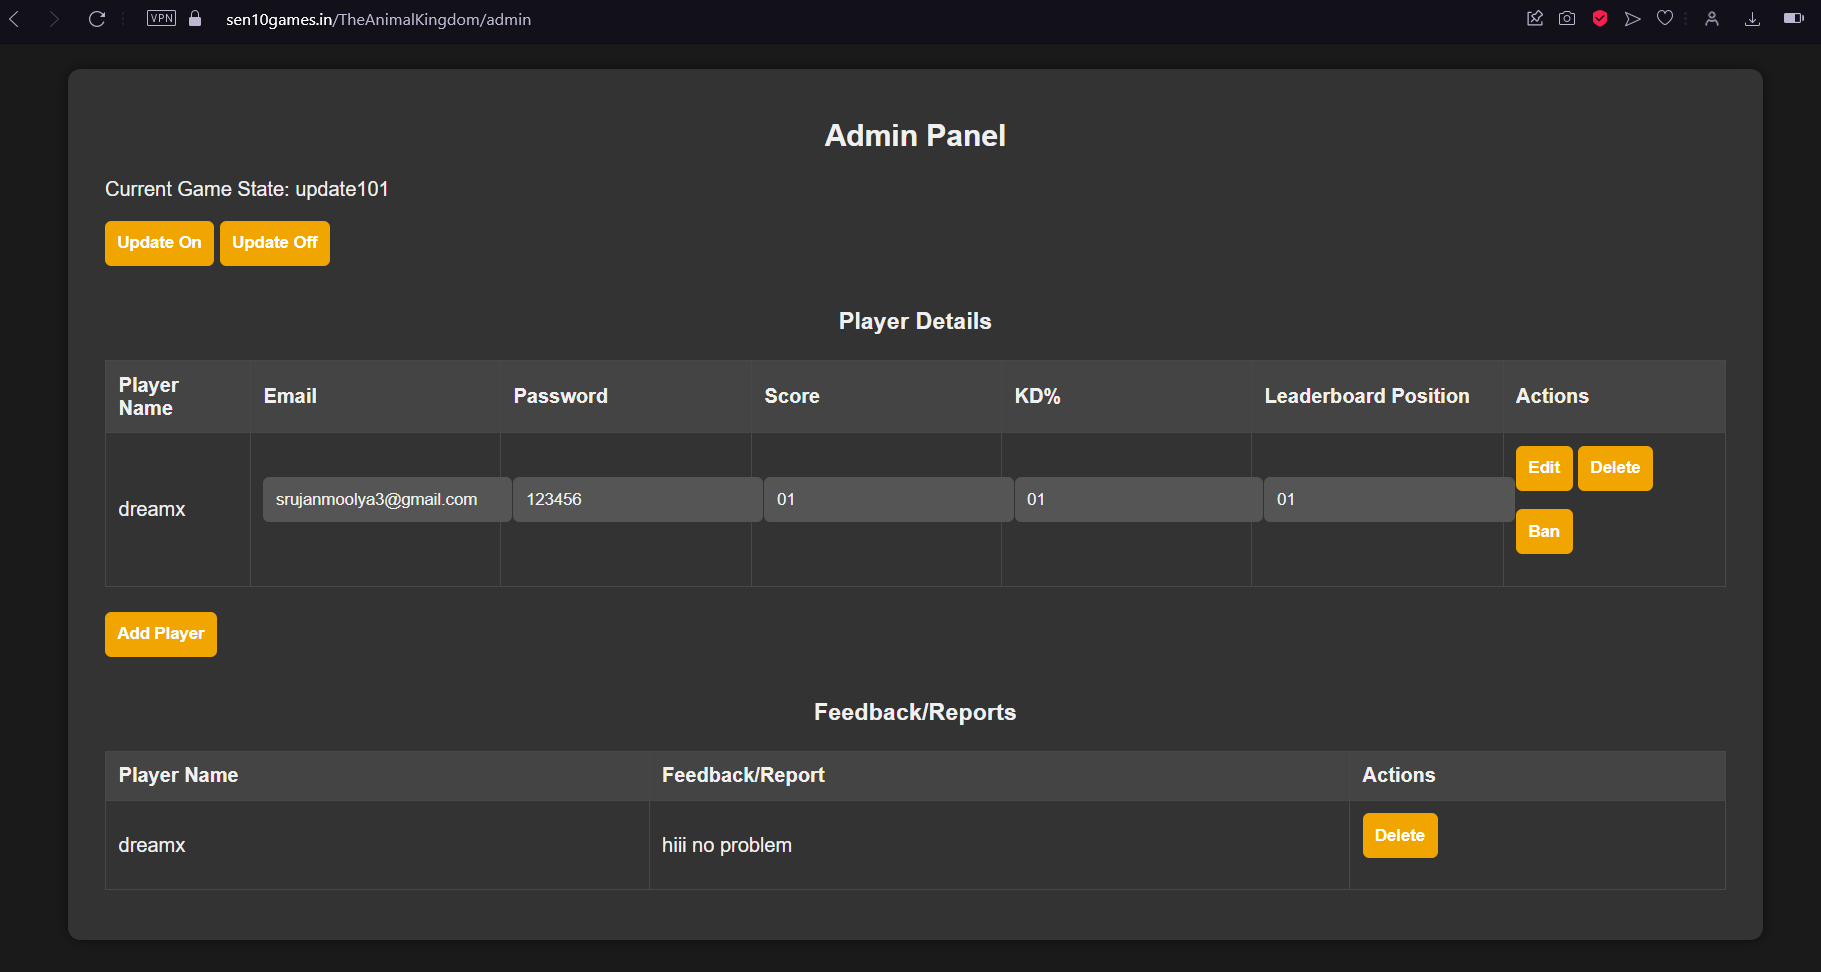 VPN sen10games.in/TheAnimalKingdom/admin
Admin Panel
Current Game State: update101
Update On Update Off
Player Details
Player Name Email Password Score KD% Leaderboard Position Actions
dreamx srujanmoolya3@gmail.com 123456 01 01 01 Edit Delete
Ban
Add Player
Feedback/Reports
Player Name Feedback/Report Actions
dreamx hiii no problem Delete